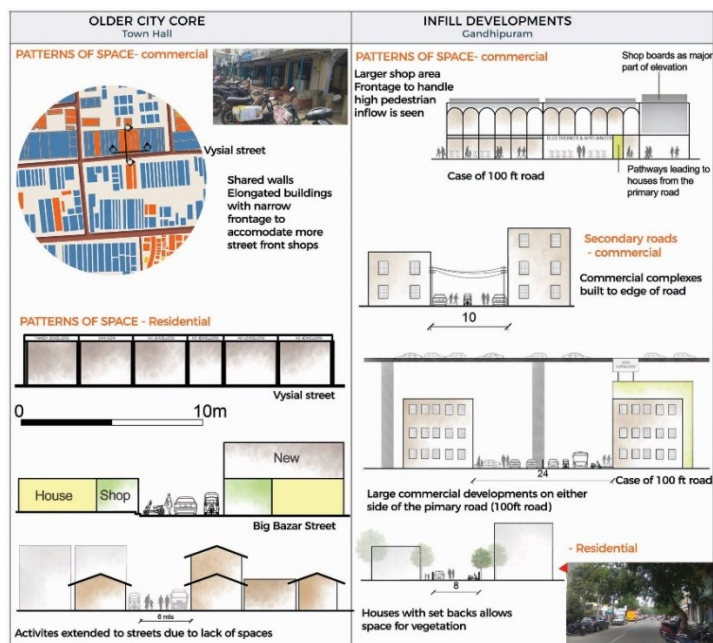 OLDER CITY CORE
Town Hall
PATTERNS OF SPACE- commercial
Vysial street
Shared walls
Elongated buildings
with narrow
frontage to
accomodate more
street front shops
PATTERNS OF SPACE - Residential
Vysial street
0
10m
New
House
Shop
Big Bazar Street
6 mts
Activites extended to streets due to lack of spaces
INFILL DEVELOPMENTS
Gandhipuram
PATTERNS OF SPACE- commercial
Larger shop area
Frontage to handle
high pedestrian
inflow is seen
Shop boards as major
part of elevation
ELECTRONICS & APPLIANCES
Case of 100 ft road
Pathways leading to
houses from the
primary road
Secondary roads
- commercial
Commercial complexes
built to edge of road
10
24
Case of 100 ft road
Large commercial developments on either
side of the pimary road (100ft road)
- Residential
8
Houses with set backs allows
space for vegetation